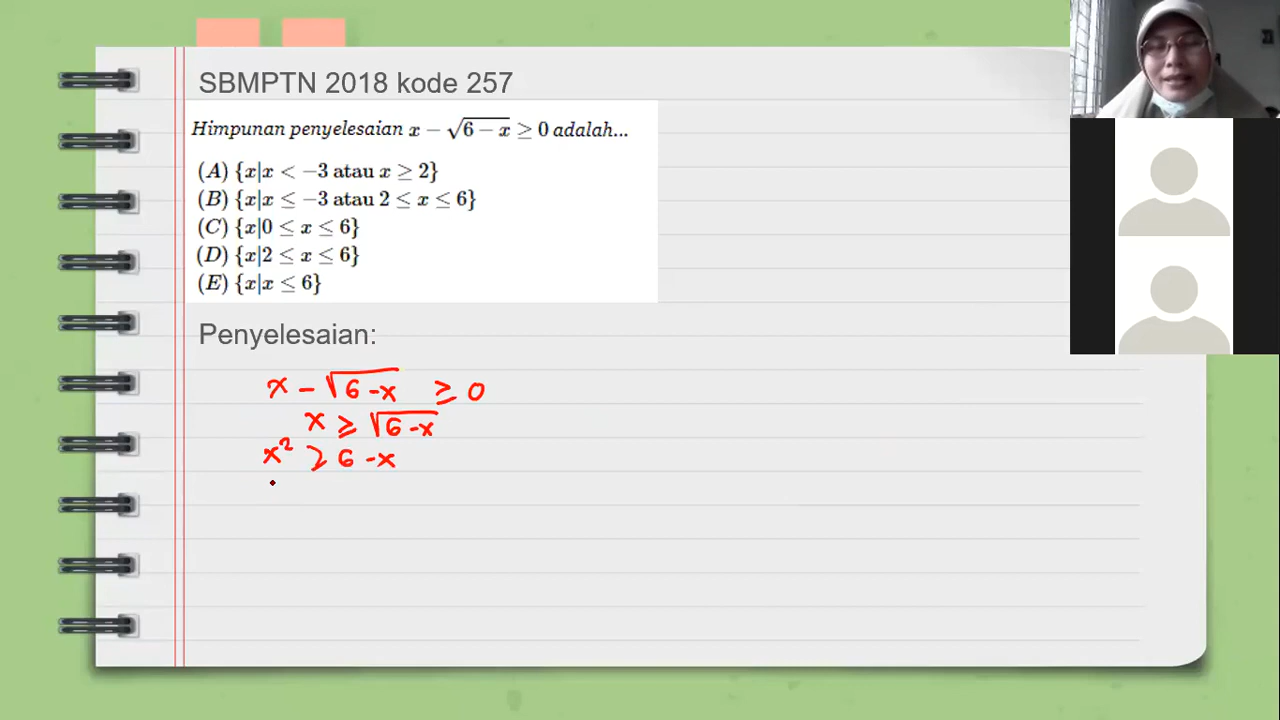 SBMPTN 2018 kode 257
Himpunan penyelesaian x − √(6 − x) ≥ 0 adalah...
(A) {x|x < −3 atau x ≥ 2}
(B) {x|x ≤ −3 atau 2 ≤ x ≤ 6}
(C) {x|0 ≤ x ≤ 6}
(D) {x|2 ≤ x ≤ 6}
(E) {x|x ≤ 6}
Penyelesaian:
x − √(6 − x) ≥ 0
x ≥ √(6 − x)
x² ≥ 6 − x